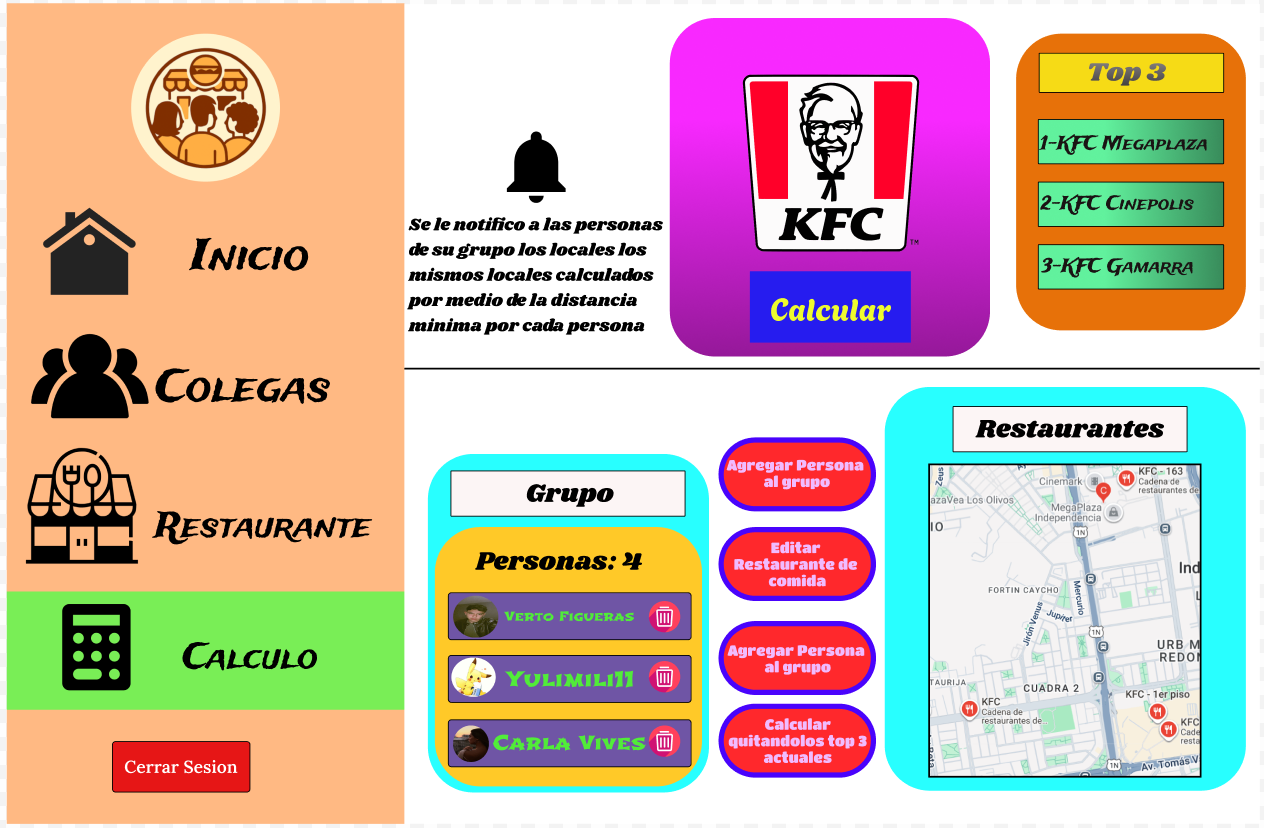 Inicio
Colegas
Restaurante
Calculo
Cerrar Sesion
Se le notifico a las personas
de su grupo los locales los
mismos locales calculados
por medio de la distancia
minima por cada persona
KFC
TM
Calcular
Top 3
1-KFC Megaplaza
2-KFC Cinepolis
3-KFC Gamarra
Grupo
Personas: 4
Verto Figueras
Yulimili11
Carla Vives
Agregar Persona
al grupo
Editar
Restaurante de
comida
Agregar Persona
al grupo
Calcular
quitandolos top 3
actuales
Restaurantes
Zeus
KFC - 163
Cadena de
restaurantes de
Cinemark
C
azaVea Los Olivos
MegaPlaza
Independencia
IO
1N
Ind
FORTIN CAYCHO
Mercurio
Jupiter
Jirón Venus
1N
URB M
REDON
TAURIJA
CUADRA 2
KFC - 1er piso
KFC
Cadena de
restaurantes de...
KFC
Cade
resta
1N
Av. Tomás V